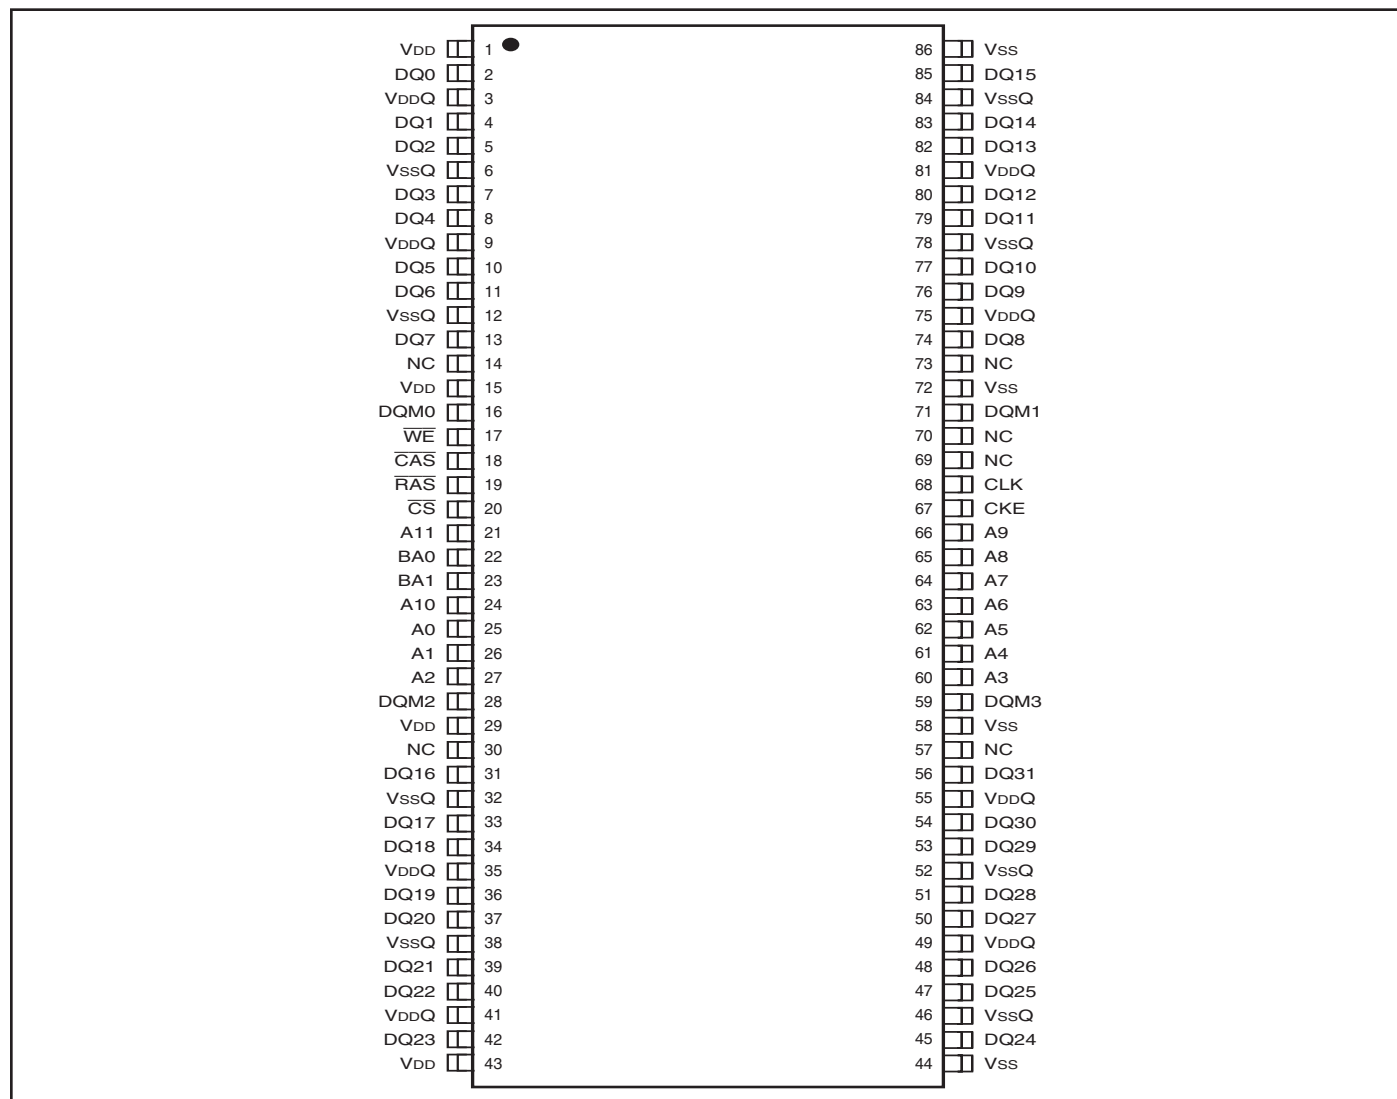 VDD 1 86 VSS
DQ0 2 85 DQ15
VDDQ 3 84 VSSQ
DQ1 4 83 DQ14
DQ2 5 82 DQ13
VSSQ 6 81 VDDQ
DQ3 7 80 DQ12
DQ4 8 79 DQ11
VDDQ 9 78 VSSQ
DQ5 10 77 DQ10
DQ6 11 76 DQ9
VSSQ 12 75 VDDQ
DQ7 13 74 DQ8
NC 14 73 NC
VDD 15 72 VSS
DQM0 16 71 DQM1
W̅E̅ 17 70 NC
C̅A̅S̅ 18 69 NC
R̅A̅S̅ 19 68 CLK
C̅S̅ 20 67 CKE
A11 21 66 A9
BA0 22 65 A8
BA1 23 64 A7
A10 24 63 A6
A0 25 62 A5
A1 26 61 A4
A2 27 60 A3
DQM2 28 59 DQM3
VDD 29 58 VSS
NC 30 57 NC
DQ16 31 56 DQ31
VSSQ 32 55 VDDQ
DQ17 33 54 DQ30
DQ18 34 53 DQ29
VDDQ 35 52 VSSQ
DQ19 36 51 DQ28
DQ20 37 50 DQ27
VSSQ 38 49 VDDQ
DQ21 39 48 DQ26
DQ22 40 47 DQ25
VDDQ 41 46 VSSQ
DQ23 42 45 DQ24
VDD 43 44 VSS